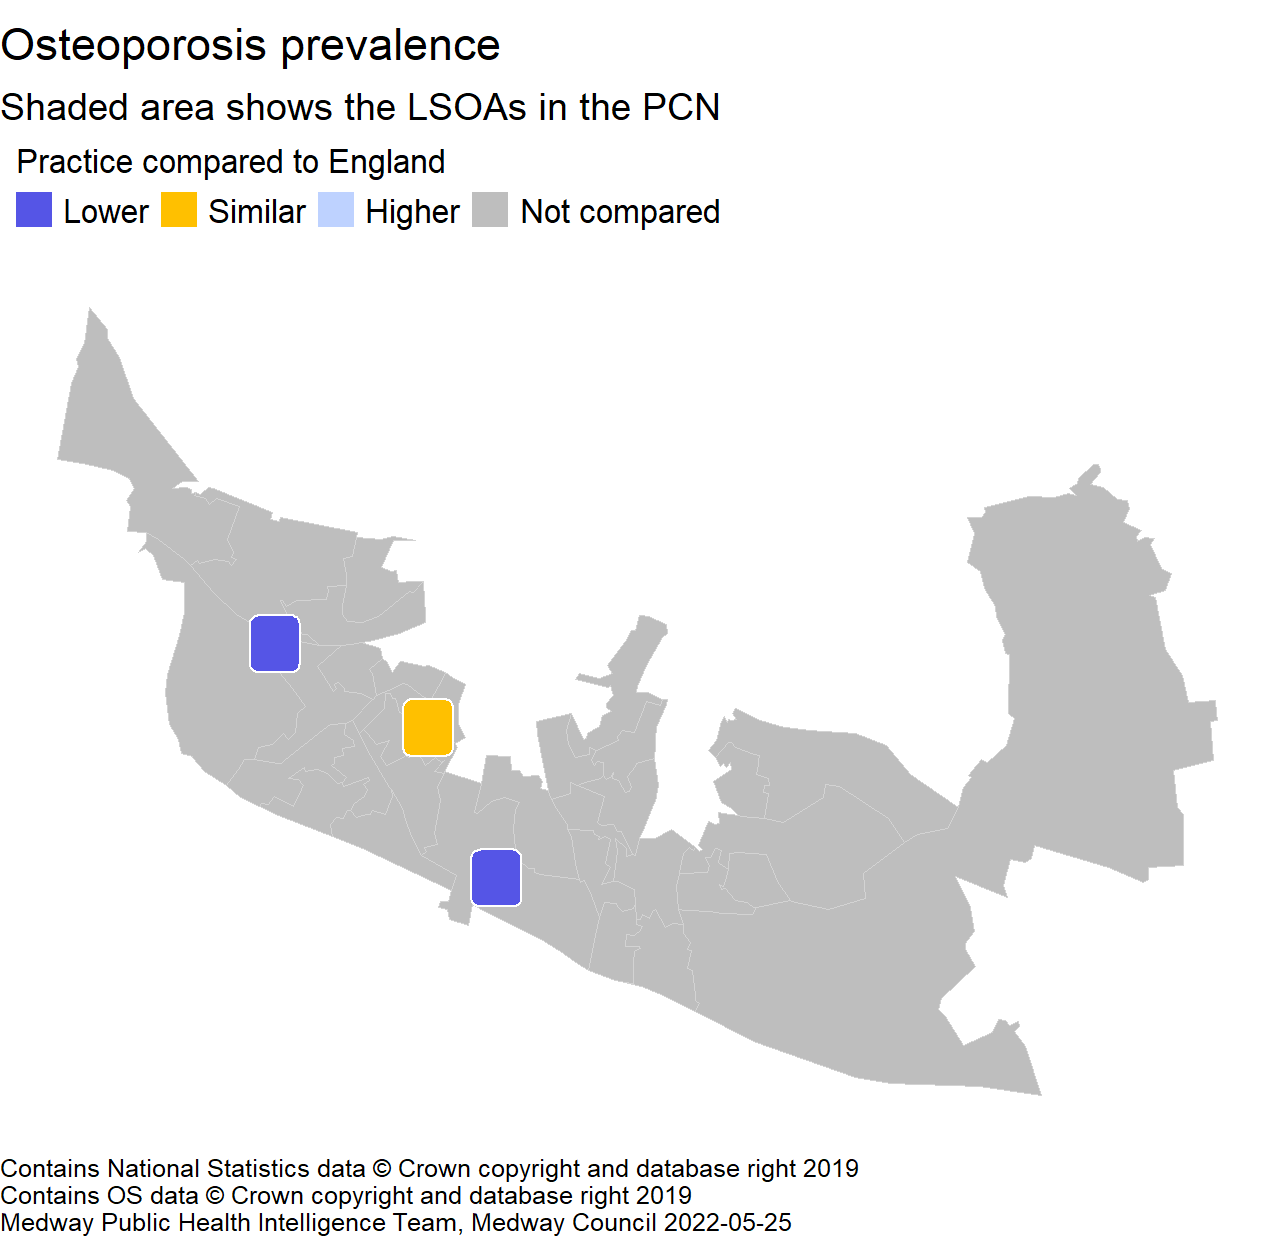 Osteoporosis prevalence
Shaded area shows the LSOAs in the PCN
Practice compared to England
Lower Similar Higher Not compared
Contains National Statistics data © Crown copyright and database right 2019
Contains OS data © Crown copyright and database right 2019
Medway Public Health Intelligence Team, Medway Council 2022-05-25